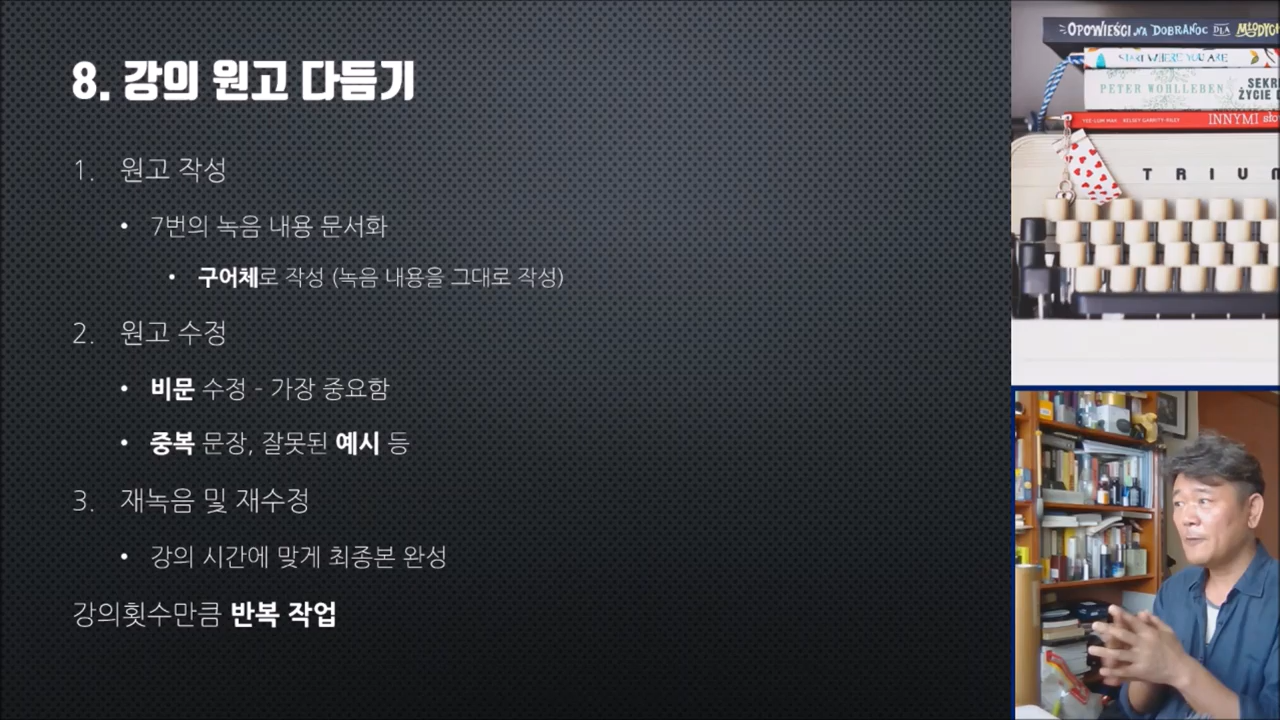 8. 강의 원고 다듬기
1. 원고 작성
• 7번의 녹음 내용 문서화
• 구어체로 작성 (녹음 내용을 그대로 작성)
2. 원고 수정
• 비문 수정 - 가장 중요함
• 중복 문장, 잘못된 예시 등
3. 재녹음 및 재수정
• 강의 시간에 맞게 최종본 완성
강의횟수만큼 반복 작업
OPOWIEŚCI NA DOBRANOC DLA MŁODYCH
START WHERE YOU ARE
PETER WOHLLEBEN
SEKRE
ŻYCIE D
INNYMI sło
TRIUM